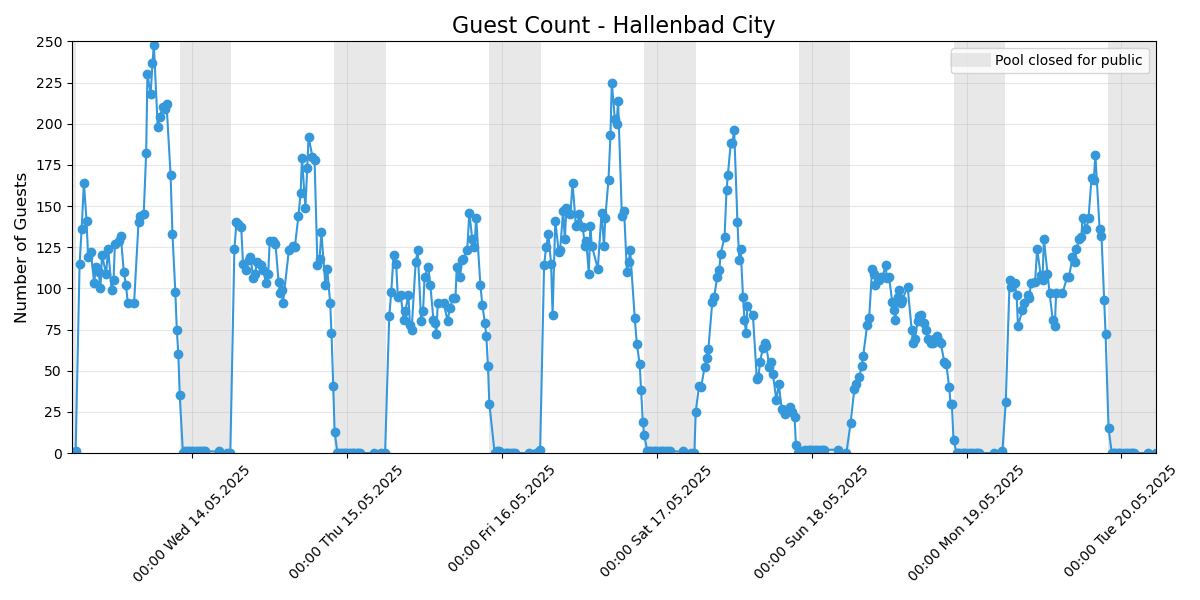 Guest Count - Hallenbad City
Pool closed for public
Number of Guests
250
225
200
175
150
125
100
75
50
25
0
00:00 Wed 14.05.2025
00:00 Thu 15.05.2025
00:00 Fri 16.05.2025
00:00 Sat 17.05.2025
00:00 Sun 18.05.2025
00:00 Mon 19.05.2025
00:00 Tue 20.05.2025